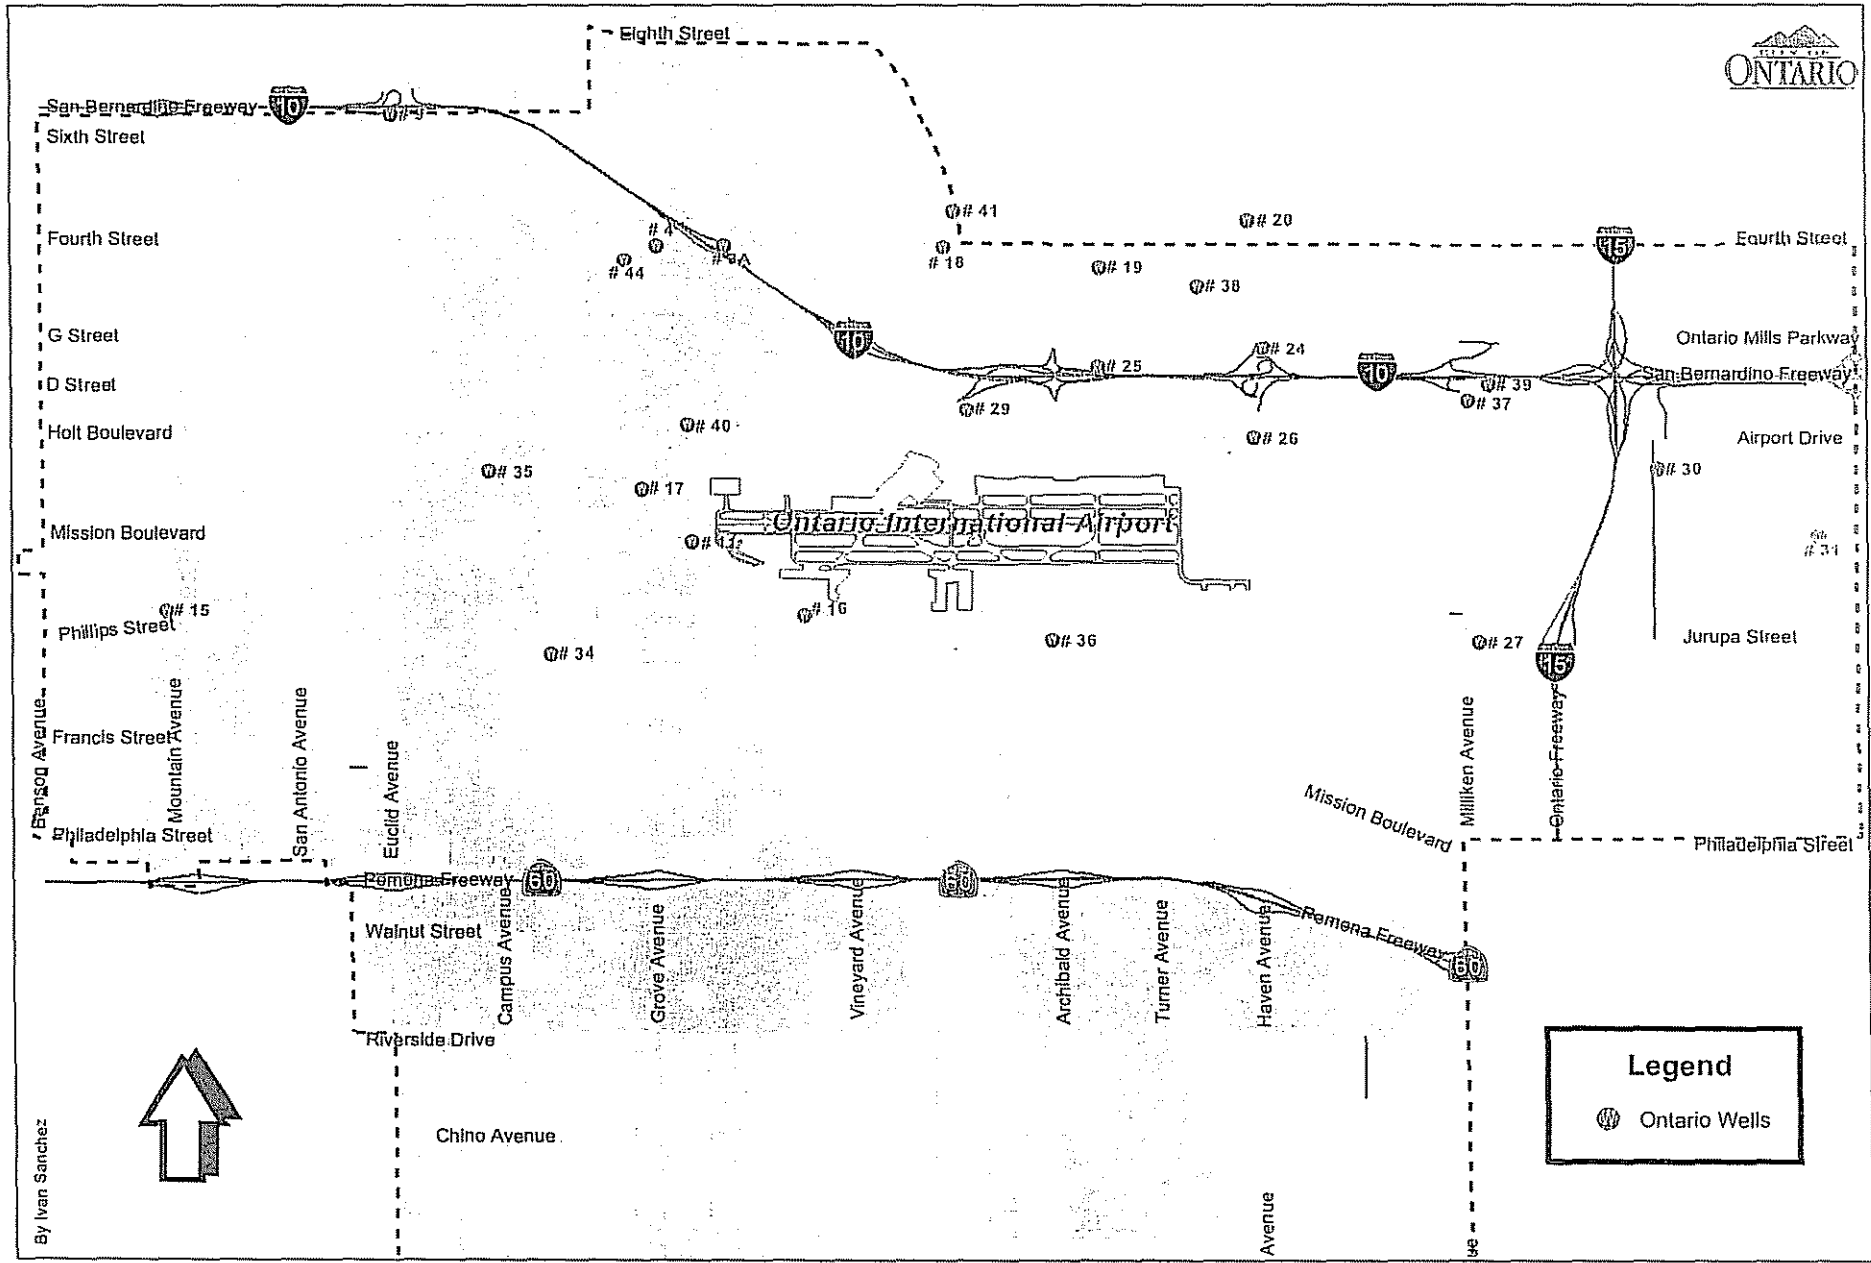 Eighth Street
CITY OF
ONTARIO
San Bernardino Freeway
10
Sixth Street
# 41
# 20
Fourth Street
# 4
# 44
# 18
15
Fourth Street
# 19
# 38
G Street
10
Ontario Mills Parkway
# 24
# 25
10
San Bernardino Freeway
D Street
# 39
# 37
# 29
Holt Boulevard
# 40
# 26
Airport Drive
# 35
# 30
# 17
Ontario International Airport
Mission Boulevard
# 31
# 15
# 16
Phillips Street
# 34
# 36
# 27
Jurupa Street
15
Benson Avenue
Francis Street
Mountain Avenue
San Antonio Avenue
Euclid Avenue
Milliken Avenue
Ontario Freeway
Mission Boulevard
Philadelphia Street
Philadelphia Street
Pomona Freeway
60
60
Walnut Street
Campus Avenue
Grove Avenue
Vineyard Avenue
Archibald Avenue
Turner Avenue
Haven Avenue
Pomona Freeway
60
Riverside Drive
Legend
W Ontario Wells
Chino Avenue
By Ivan Sanchez
Avenue
ue